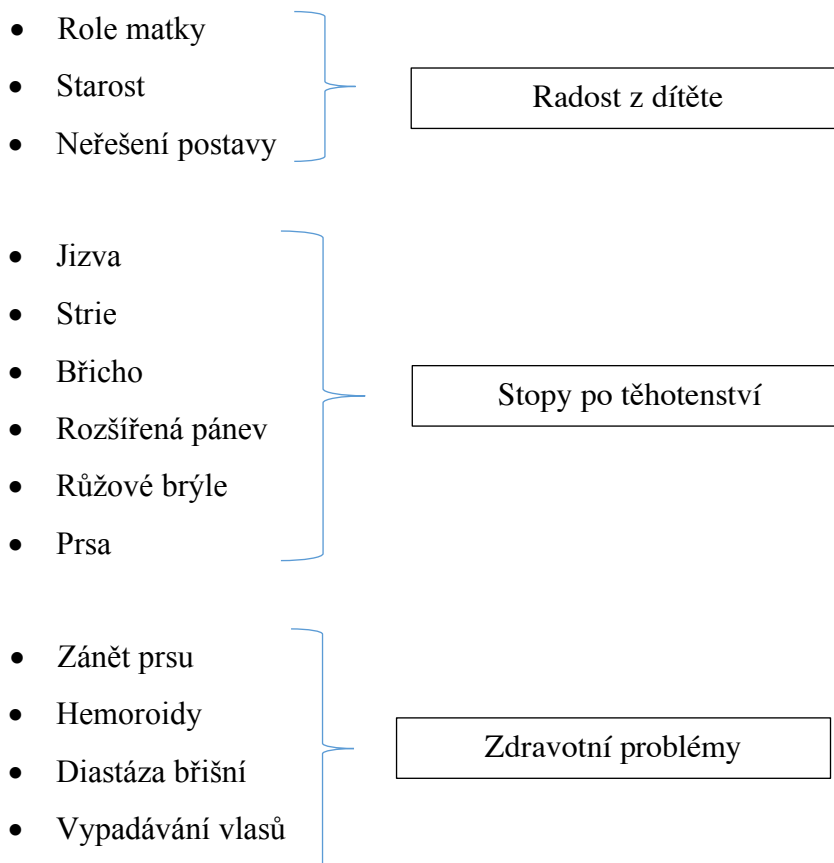 • Role matky
• Starost
• Neřešení postavy
Radost z dítěte
• Jizva
• Strie
• Břicho
• Rozšířená pánev
• Růžové brýle
• Prsa
Stopy po těhotenství
• Zánět prsu
• Hemoroidy
• Diastáza břišní
• Vypadávání vlasů
Zdravotní problémy